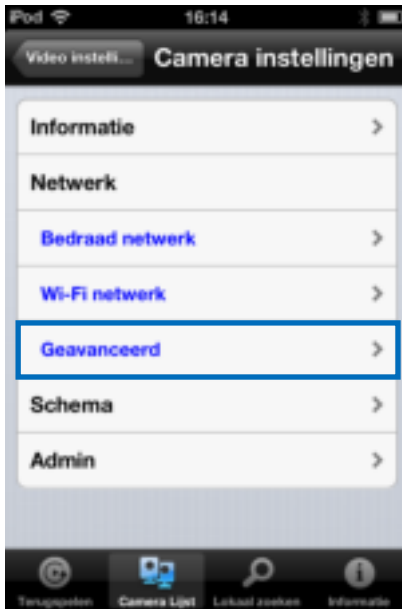 iPod 16:14
Video instelli... Camera instellingen
Informatie
Netwerk
Bedraad netwerk
Wi-Fi netwerk
Geavanceerd
Schema
Admin
Terugspelen Camera Lijst Lokaal zoeken Informatie